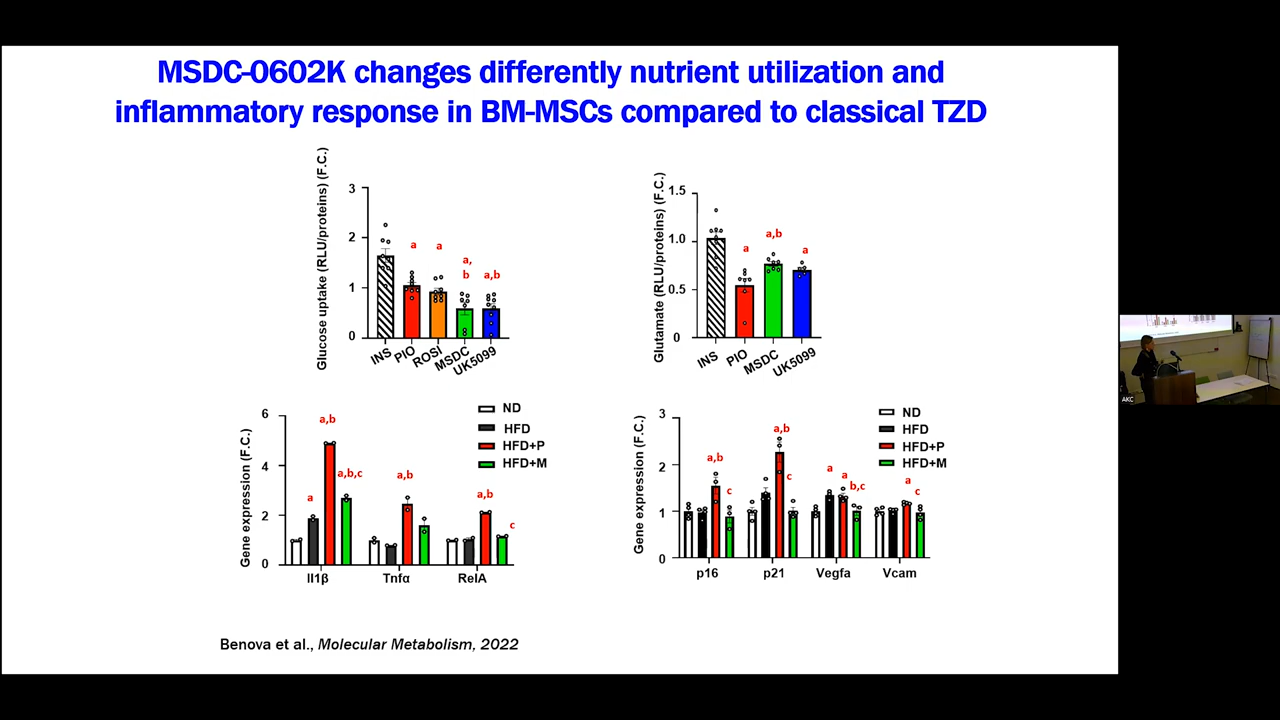 MSDC-0602K changes differently nutrient utilization and
inflammatory response in BM-MSCs compared to classical TZD
Glucose uptake (RLU/proteins) (F.C.)
3
2
1
0
a
a
a,
b
a,b
INS
PIO
ROSI
MSDC
UK5099
Glutamate (RLU/proteins) (F.C.)
1.5
1.0
0.5
0
a
a,b
a
INS
PIO
MSDC
UK5099
Gene expression (F.C.)
6
4
2
0
a
a,b
a,b,c
a,b
a,b
c
ND
HFD
HFD+P
HFD+M
Il1β
Tnfα
RelA
Gene expression (F.C.)
3
2
1
0
a,b
c
a,b
c
a
a
b,c
a
c
ND
HFD
HFD+P
HFD+M
p16
p21
Vegfa
Vcam
Benova et al., Molecular Metabolism, 2022
AKC